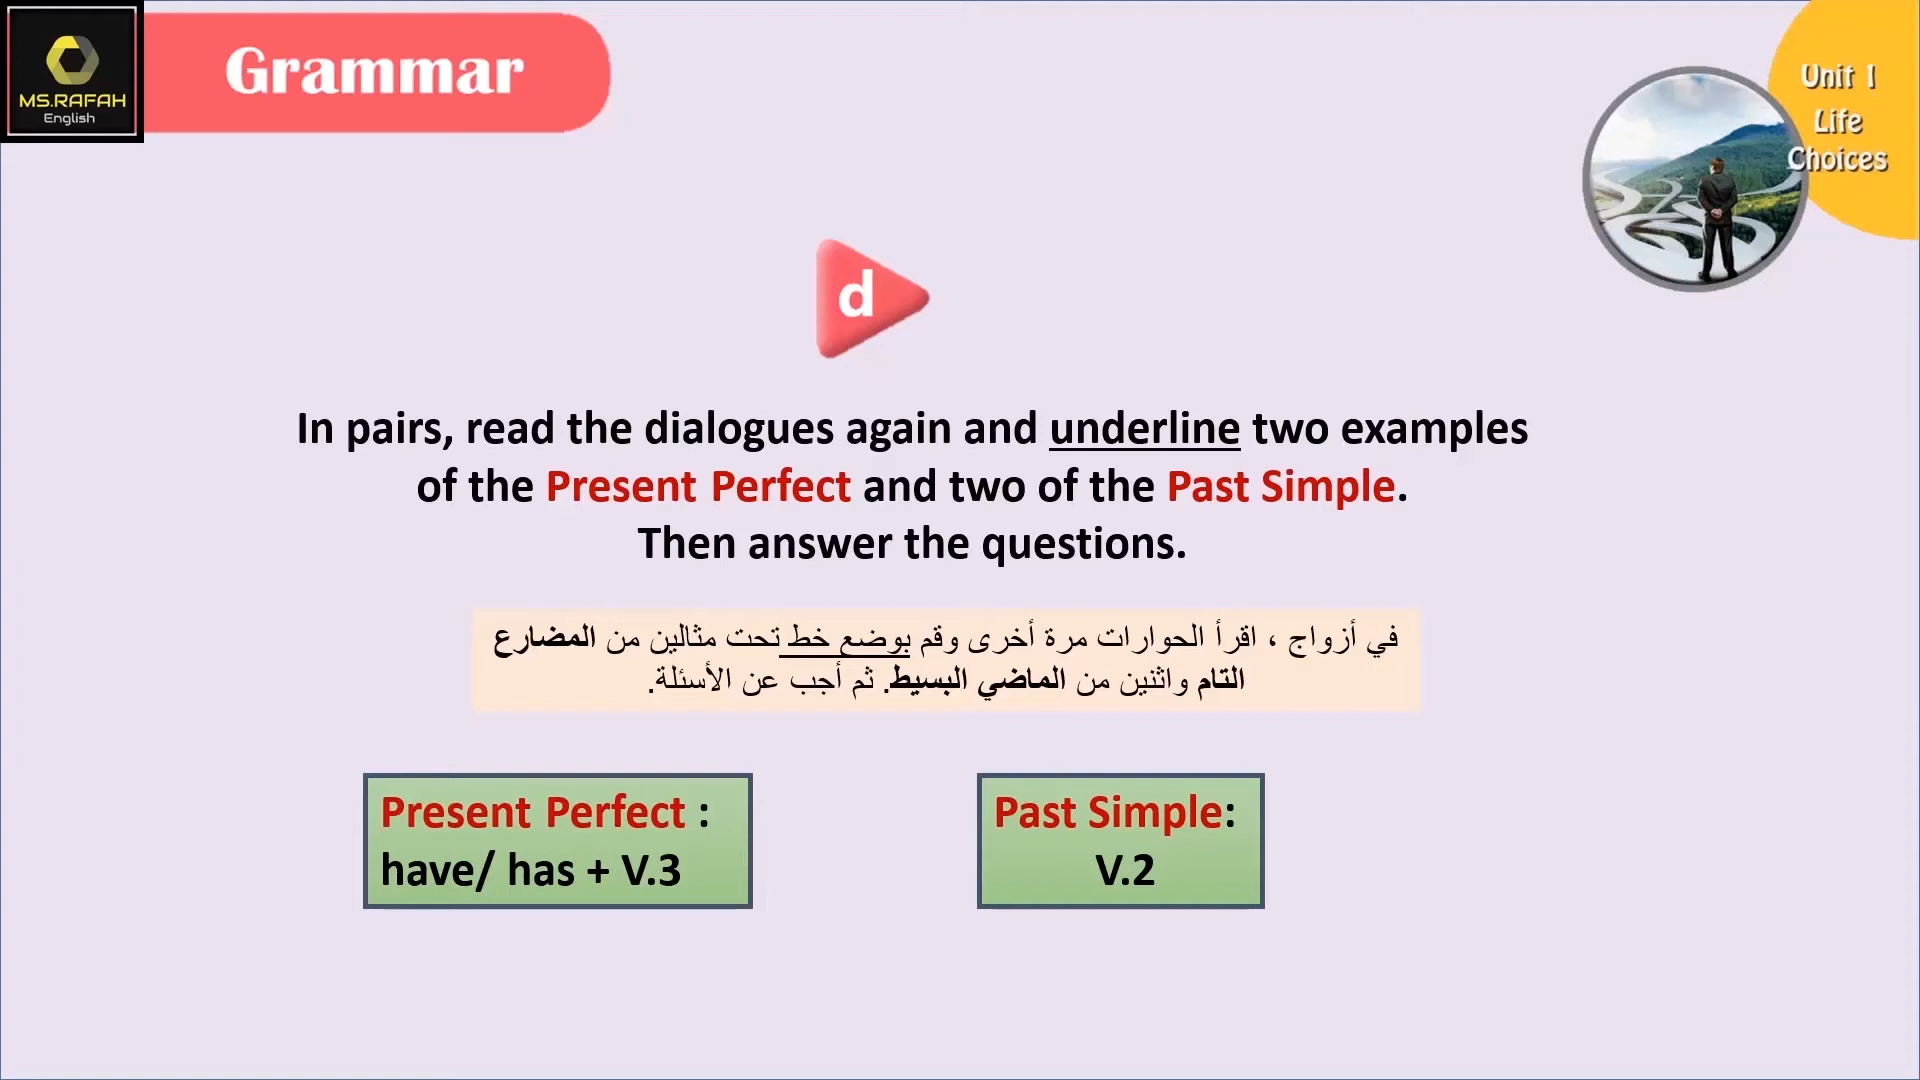 MS.RAFAH
English
Grammar
Unit 1
Life
Choices
d
In pairs, read the dialogues again and underline two examples
of the Present Perfect and two of the Past Simple.
Then answer the questions.
في أزواج ، اقرأ الحوارات مرة أخرى وقم بوضع خط تحت مثالين من المضارع
التام واثنين من الماضي البسيط. ثم أجب عن الأسئلة.
Present Perfect :
have/ has + V.3
Past Simple:
V.2